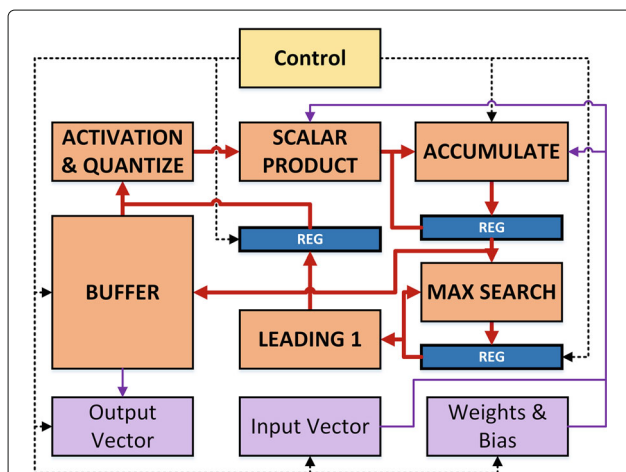 Control
ACTIVATION
& QUANTIZE
SCALAR
PRODUCT
ACCUMULATE
REG
REG
BUFFER
MAX SEARCH
LEADING 1
REG
Output
Vector
Input Vector
Weights &
Bias